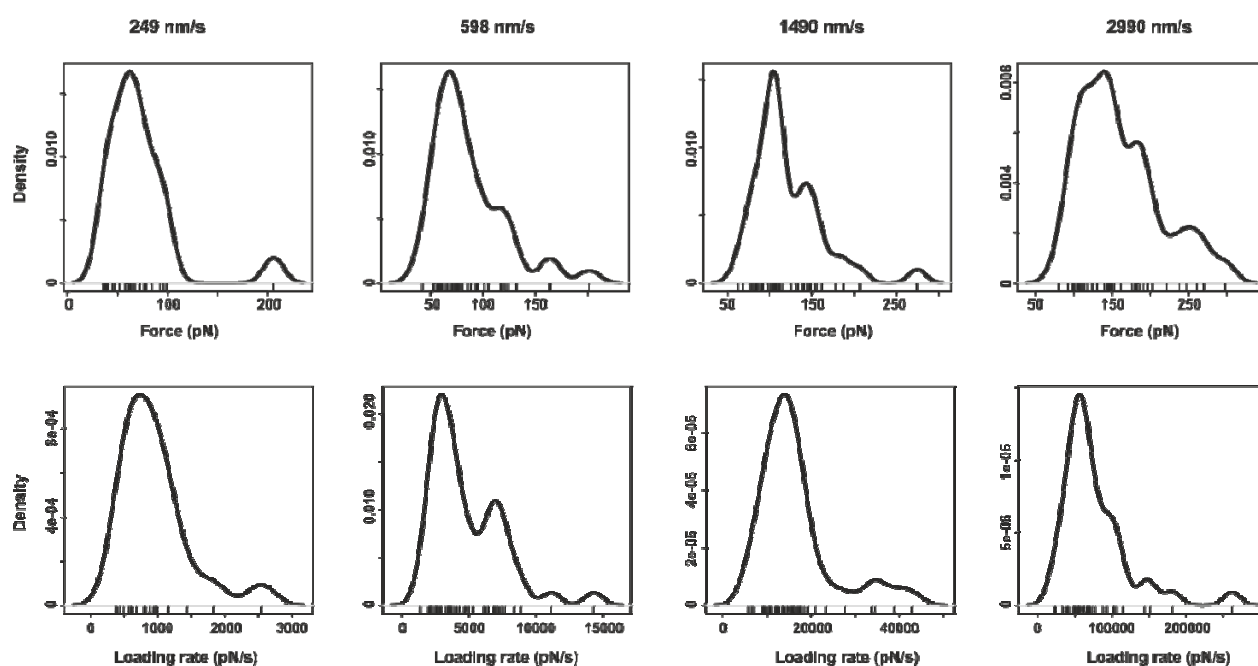 249 nm/s 598 nm/s 1490 nm/s 2990 nm/s
Density
0 0.010
0 0.010
0 0.010
0 0.004 0.008
0 100 200
50 100 150
50 100 150 250
50 150 250
Force (pN) Force (pN) Force (pN) Force (pN)
Density
4e-04 8e-04
0 0.010 0.020
0 2e-05 4e-05 6e-05
0 5e-06 1e-05
0 1000 2000 3000
0 5000 10000 15000
0 20000 40000
0 100000 200000
Loading rate (pN/s) Loading rate (pN/s) Loading rate (pN/s) Loading rate (pN/s)